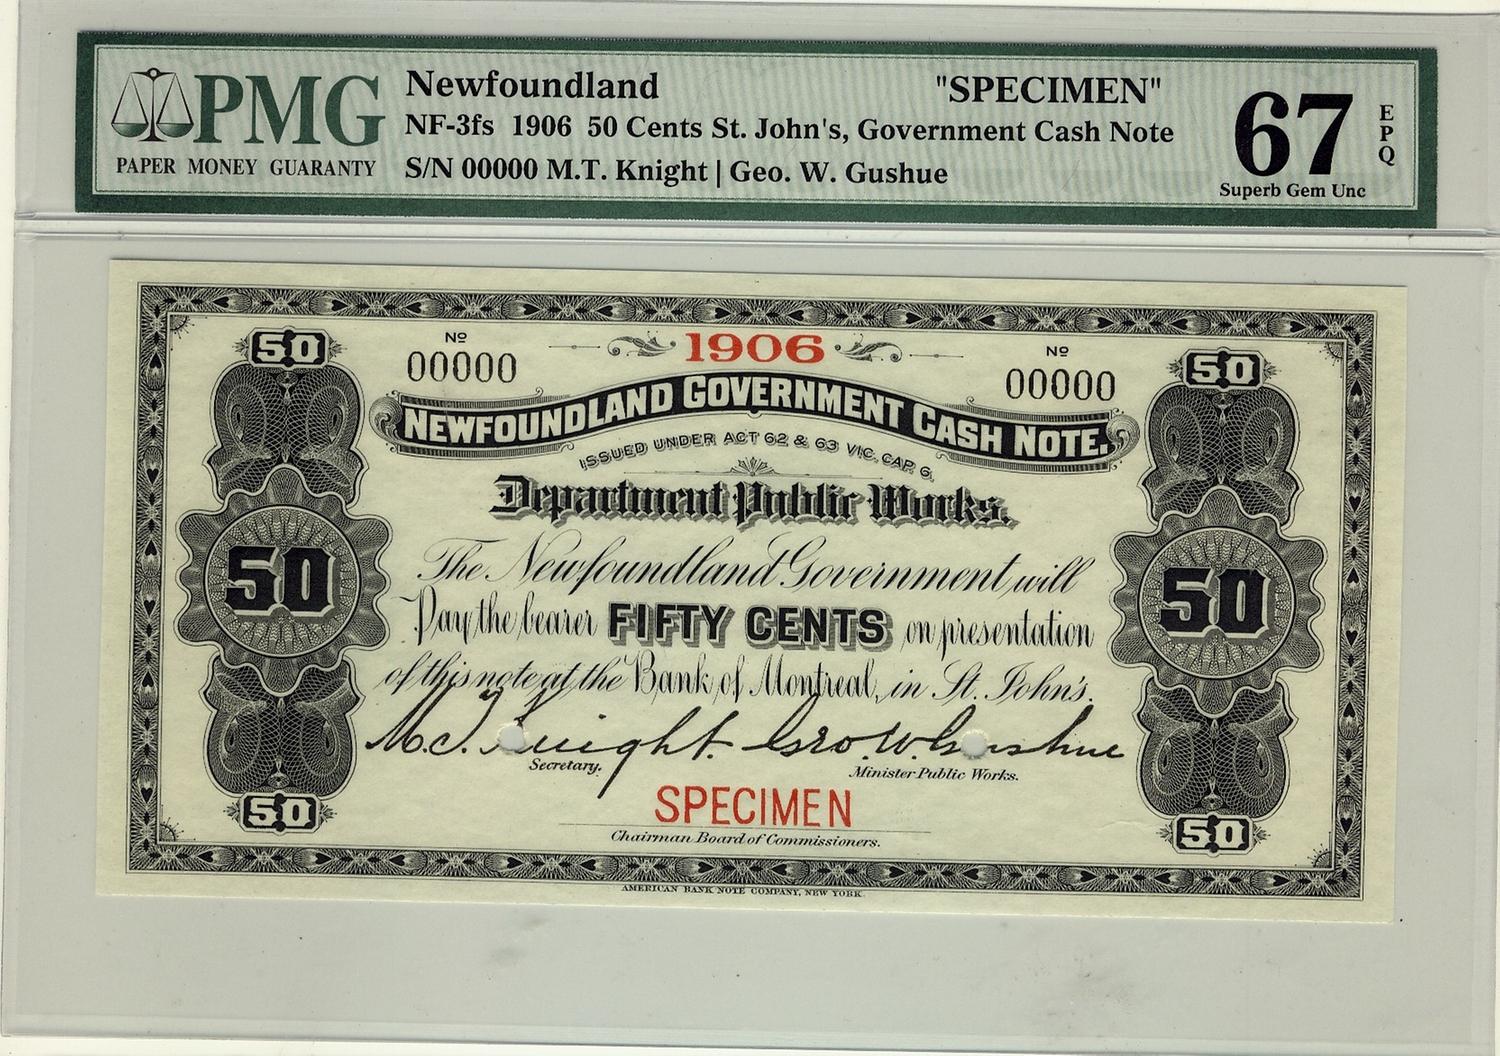 PMG
PAPER MONEY GUARANTY
Newfoundland "SPECIMEN"
NF-3fs 1906 50 Cents St. John's, Government Cash Note
S/N 00000 M.T. Knight | Geo. W. Gushue
67
EPQ
Superb Gem Unc
50
Nº
00000
1906
Nº
00000
50
NEWFOUNDLAND GOVERNMENT CASH NOTE.
ISSUED UNDER ACT 62 & 63 VIC. CAP. 6.
Department Public Works.
The Newfoundland Government will
50
Pay the bearer FIFTY CENTS on presentation
50
of this note at the Bank of Montreal, in St. John's.
M.T. Knight. Geo. W. Gushue
Secretary. Minister Public Works.
50
SPECIMEN
50
Chairman Board of Commissioners.
AMERICAN BANK NOTE COMPANY, NEW YORK.